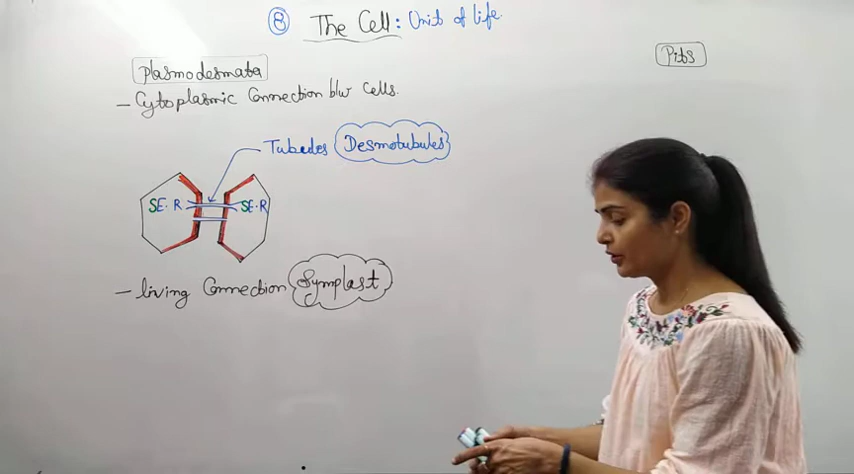 8 The Cell: Unit of life.
Pits
Plasmodesmata
- Cytoplasmic Connection b/w Cells.
Tubules Desmotubules
SE.R SE.R
- living Connection Symplast